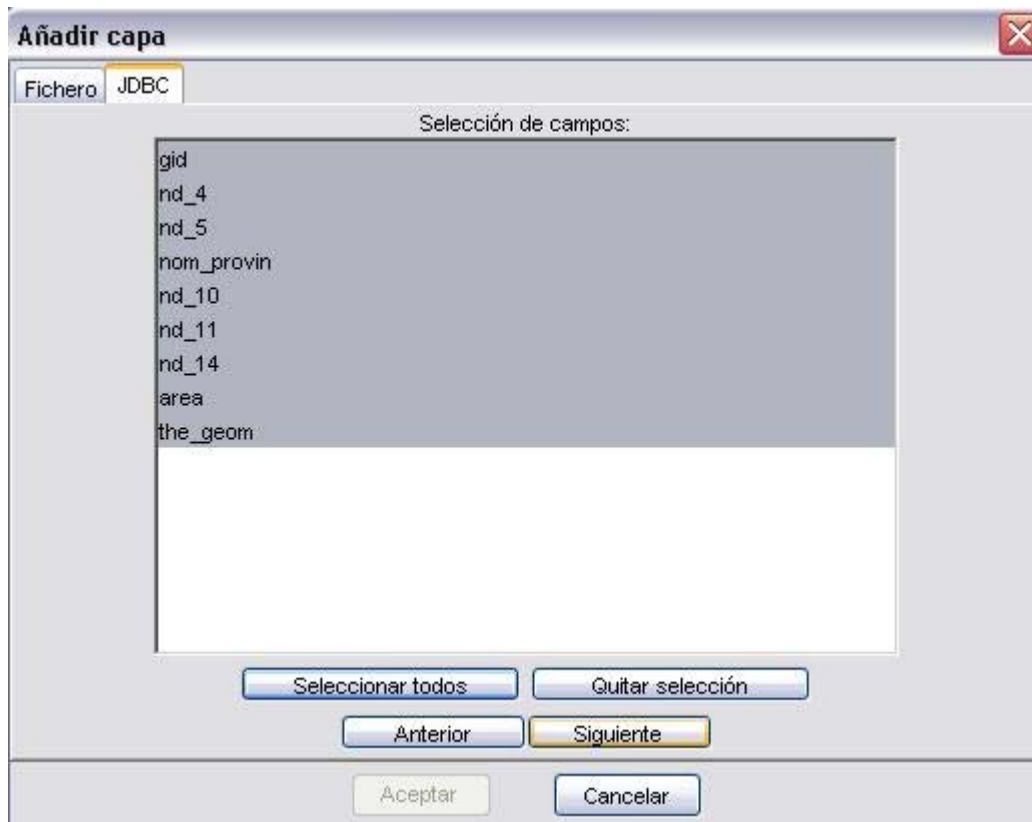 Añadir capa
Fichero JDBC
Selección de campos:
gid
nd_4
nd_5
nom_provin
nd_10
nd_11
nd_14
area
the_geom
Seleccionar todos Quitar selección
Anterior Siguiente
Aceptar Cancelar